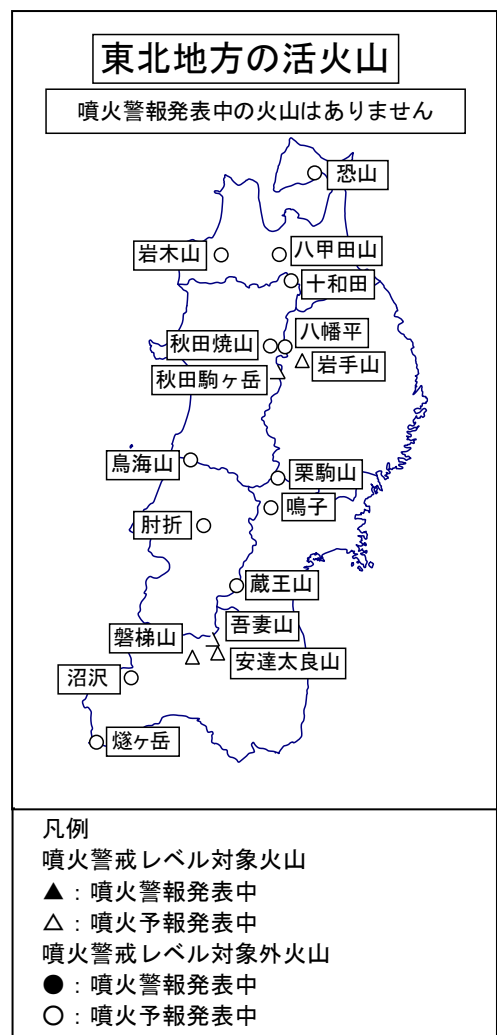 東北地方の活火山
噴火警報発表中の火山はありません
恐山
岩木山
八甲田山
十和田
秋田焼山
八幡平
岩手山
秋田駒ヶ岳
鳥海山
栗駒山
鳴子
肘折
蔵王山
吾妻山
磐梯山
安達太良山
沼沢
燧ヶ岳
凡例
噴火警戒レベル対象火山
▲：噴火警報発表中
△：噴火予報発表中
噴火警戒レベル対象外火山
●：噴火警報発表中
○：噴火予報発表中